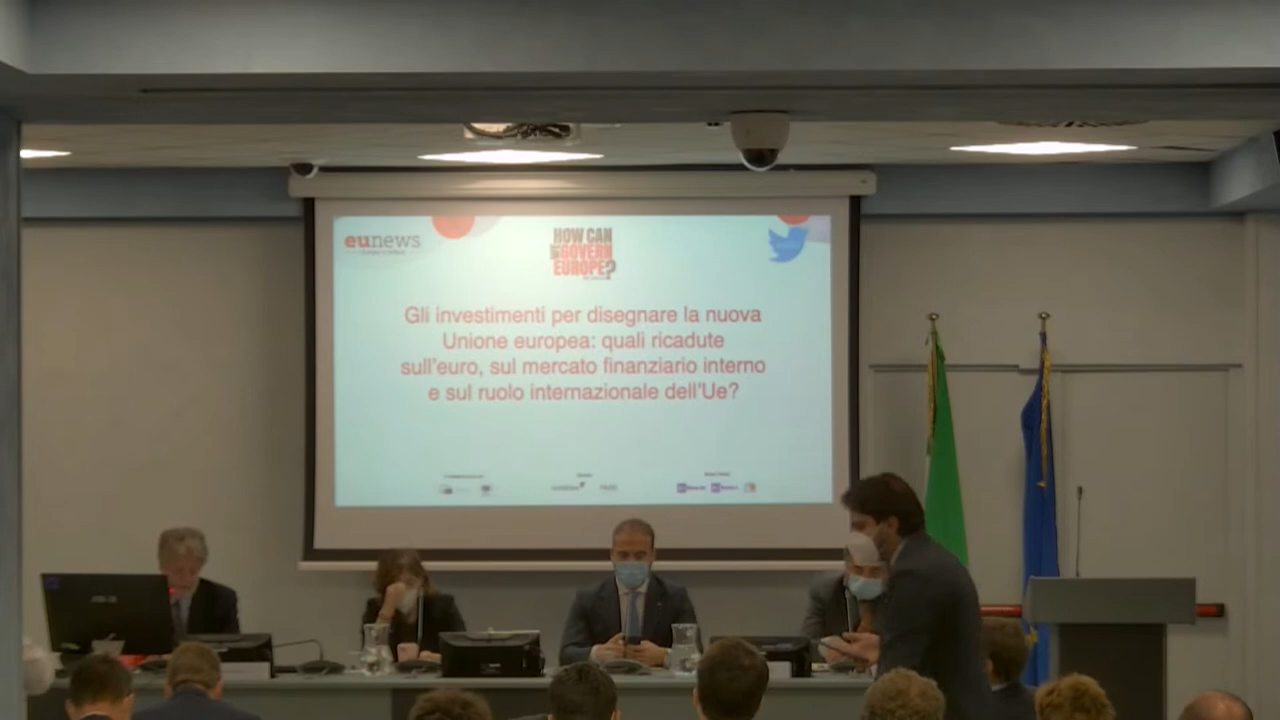 eunews
HOW CAN
WE GOVERN
EUROPE?
Gli investimenti per disegnare la nuova
Unione europea: quali ricadute
sull'euro, sul mercato finanziario interno
e sul ruolo internazionale dell'Ue?